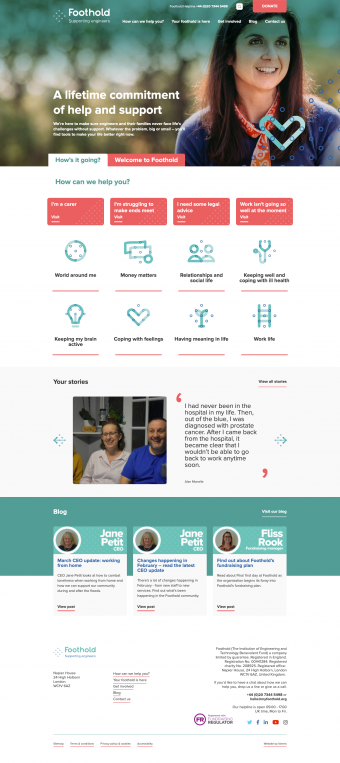 Foothold
Supporting engineers
Foothold Helpline +44 (0)20 7344 8498
DONATE
How can we help you?
Your foothold is here
Get involved
Blog
Contact us
A lifetime commitment
of help and support
We're here to make sure engineers and their families never face life's
challenges without support. Whatever the problem, big or small – you'll
find tools to make your life better right now.
How's it going?
Welcome to Foothold
How can we help you?
I'm a carer
Visit
I'm struggling to
make ends meet
Visit
I need some legal
advice
Visit
Work isn't going so
well at the moment
Visit
World around me
Money matters
Relationships and
social life
Keeping well and
coping with ill health
Keeping my brain
active
Coping with feelings
Having meaning in life
Work life
Your stories
View all stories
I had never been in the
hospital in my life. Then,
out of the blue, I was
diagnosed with prostate
cancer. After I came back
from the hospital, it
became clear that I
wouldn't be able to go
back to work anytime
soon.
Blog
Visit our blog
Jane
Petit
CEO
March CEO update: working
from home
CEO Jane Petit looks at how to combat
loneliness when working from home and
how we can support our community
during and after the floods.
View post
Jane
Petit
CEO
Changes happening in
February – read the latest
CEO update
There's a lot of changes happening in
February - from new staff to new
services. Find out what's been
happening in the Foothold community.
View post
Fliss
Rook
Fundraising manager
Find out about Foothold's
fundraising plan
Read about Fliss' first day at Foothold as
the organisation begins its foray into
Foothold's fundraising plan.
View post
Foothold
Supporting engineers
Napier House
24 High Holborn
London
WC1V 6AZ
How can we help you?
Your foothold is here
Get involved
Blog
Contact us
Foothold (The Institution of Engineering and
Technology Benevolent Fund) a company
limited by guarantee. Registered in England.
Registered office:
Napier House, 24 High Holborn, London
WC1V 6AZ, United Kingdom.
If you'd like to have a chat about how we can
help you, drop us a line or give us a call.
+44 (0)20 7344 8498 or
hello@myfoothold.org
Our helpline is open 09:00 - 17:00
UK time, Mon to Fri.
FR
Registered with
FUNDRAISING
REGULATOR
Sitemap
Terms & conditions
Privacy policy & cookies
Accessibility